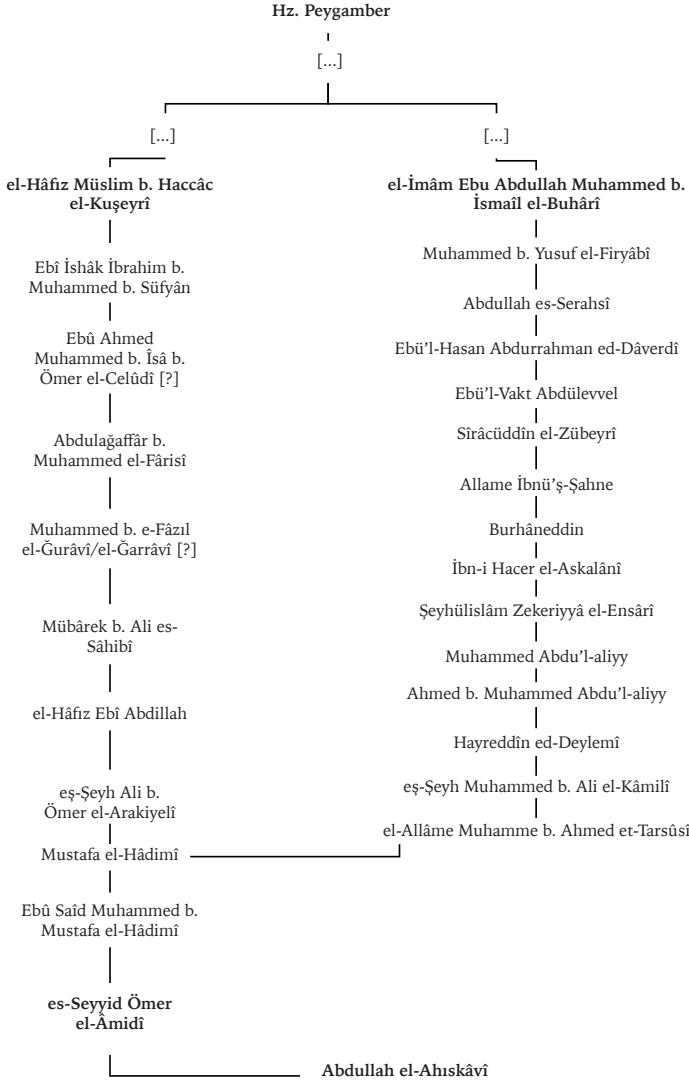 Hz. Peygamber
[...]
[...]
el-Hâfız Müslim b. Haccâc
el-Kuşeyrî
Ebî İshâk İbrahim b.
Muhammed b. Süfyân
Ebû Ahmed
Muhammed b. Îsâ b.
Ömer el-Celûdî [?]
Abdulağaffâr b.
Muhammed el-Fârisî
Muhammed b. e-Fâzıl
el-Ğurâvî/el-Ğarrâvî [?]
Mübârek b. Ali es-
Sâhibî
el-Hâfız Ebî Abdillah
eş-Şeyh Ali b.
Ömer el-Arakiyelî
Mustafa el-Hâdimî
Ebû Saîd Muhammed b.
Mustafa el-Hâdimî
es-Seyyid Ömer
el-Âmidî
[...]
el-İmâm Ebu Abdullah Muhammed b.
İsmaîl el-Buhârî
Muhammed b. Yusuf el-Firyâbî
Abdullah es-Serahsî
Ebü’l-Hasan Abdurrahman ed-Dâverdî
Ebü’l-Vakt Abdülevvel
Sîrâcüddîn el-Zübeyrî
Allame İbnü’ş-Şahne
Burhâneddin
İbn-i Hacer el-Askalânî
Şeyhülislâm Zekeriyyâ el-Ensârî
Muhammed Abdu’l-aliyy
Ahmed b. Muhammed Abdu’l-aliyy
Hayreddîn ed-Deylemî
eş-Şeyh Muhammed b. Ali el-Kâmilî
el-Allâme Muhamme b. Ahmed et-Tarsûsî
Abdullah el-Ahıskâvî